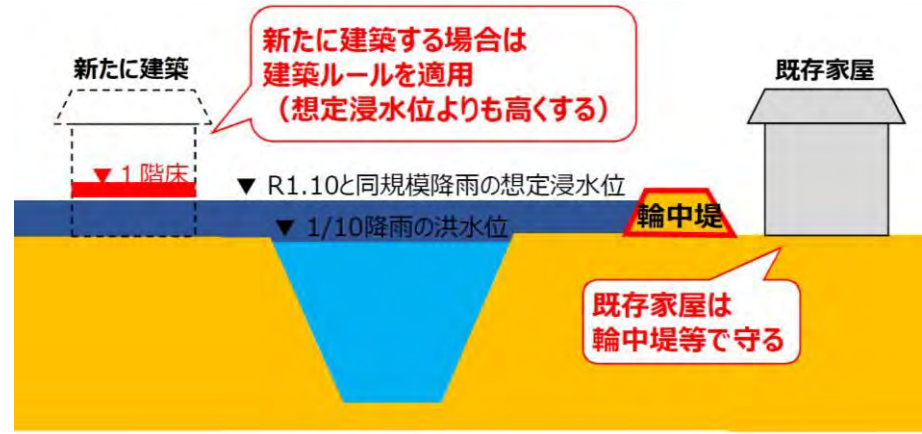 新たに建築する場合は
建築ルールを適用
（想定浸水位よりも高くする）
新たに建築
既存家屋
▼１階床
▼ R1.10と同規模降雨の想定浸水位
▼ 1/10降雨の洪水位
輪中堤
既存家屋は
輪中堤等で守る